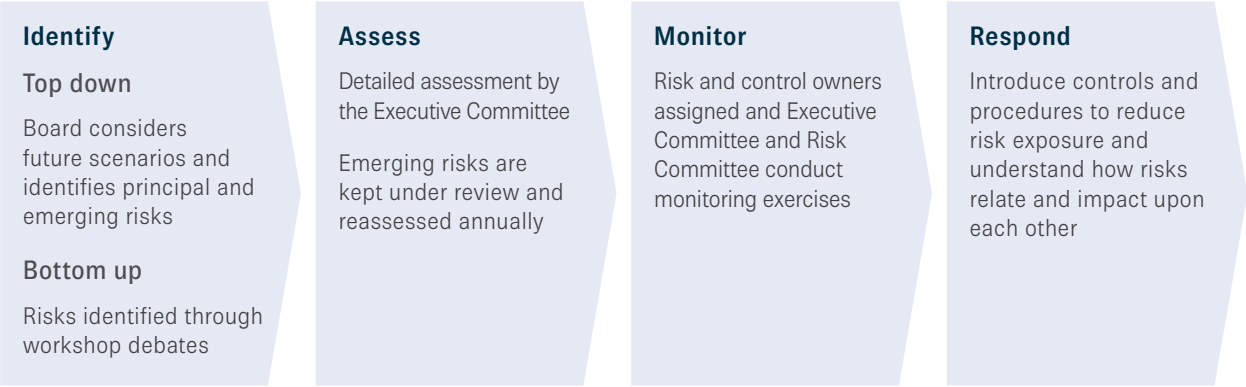 Identify
Top down
Board considers
future scenarios and
identifies principal and
emerging risks
Bottom up
Risks identified through
workshop debates
Assess
Detailed assessment by
the Executive Committee
Emerging risks are
kept under review and
reassessed annually
Monitor
Risk and control owners
assigned and Executive
Committee and Risk
Committee conduct
monitoring exercises
Respond
Introduce controls and
procedures to reduce
risk exposure and
understand how risks
relate and impact upon
each other